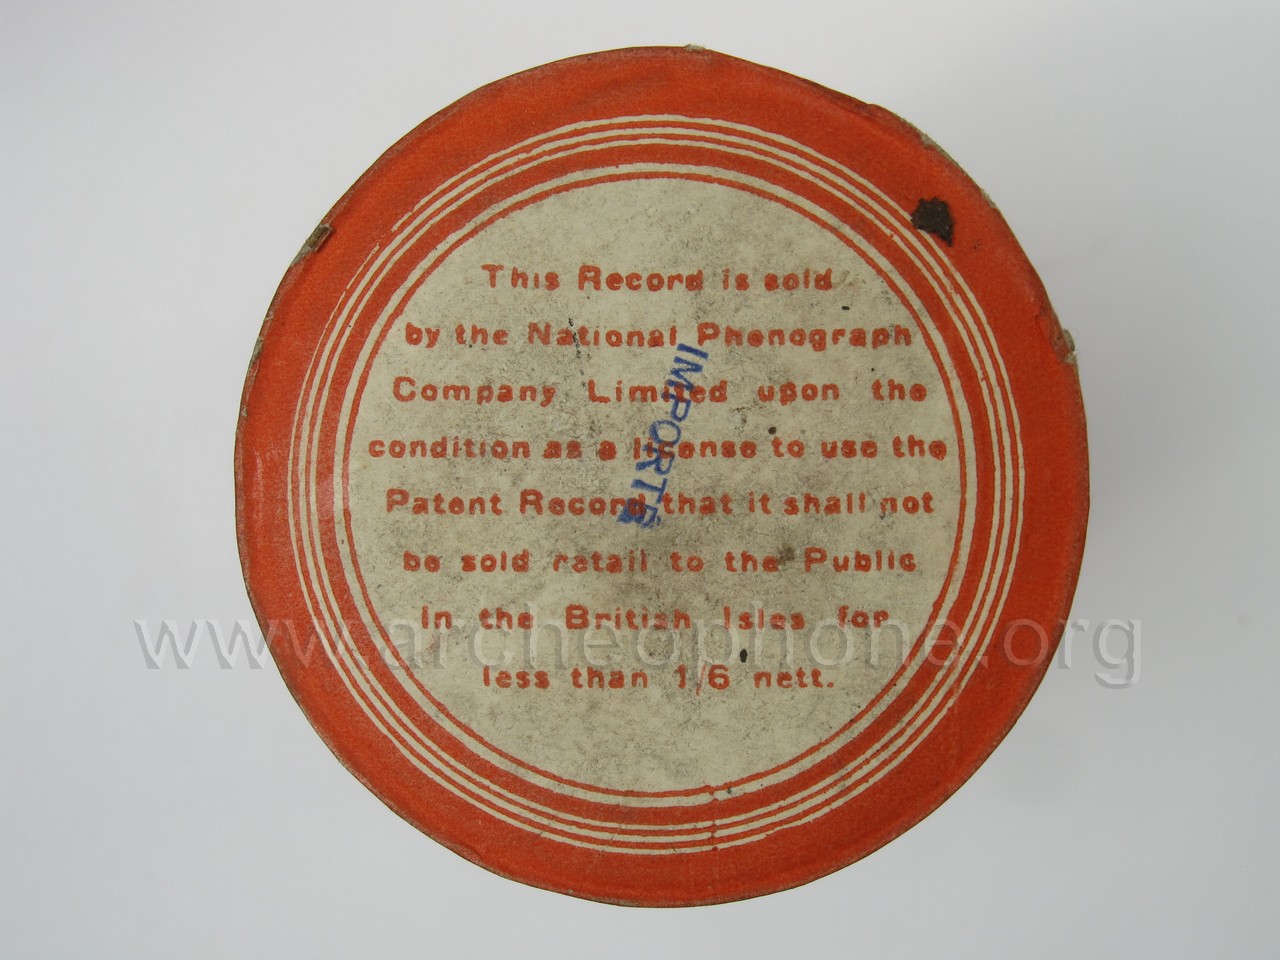 This Record is sold
by the National Phonograph
Company Limited upon the
condition as a license to use the
Patent Record that it shall not
be sold retail to the Public
in the British Isles for
less than 1/6 nett.
IMPORTÉ
www.archeophone.org